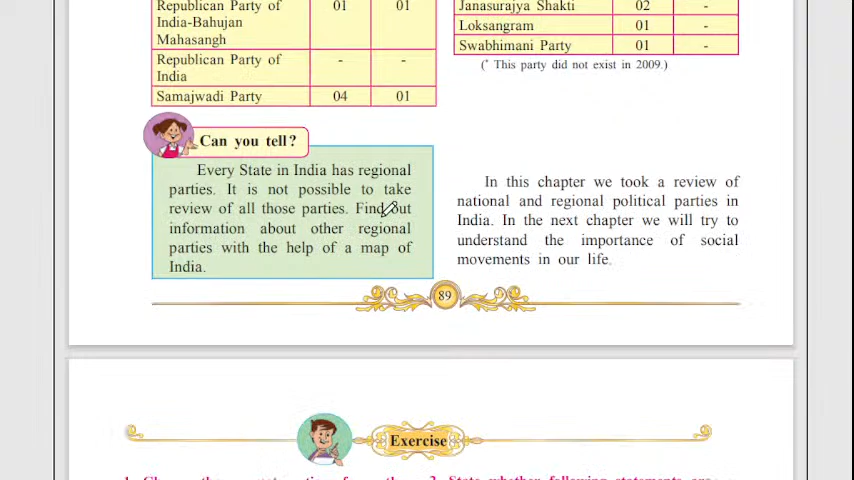 Republican Party of 01 01
India-Bahujan
Mahasangh
Republican Party of - -
India
Samajwadi Party 04 01
Janasurajya Shakti 02 -
Loksangram 01 -
Swabhimani Party 01 -
(* This party did not exist in 2009.)
Can you tell?
Every State in India has regional
parties. It is not possible to take
review of all those parties. Find out
information about other regional
parties with the help of a map of
India.
In this chapter we took a review of
national and regional political parties in
India. In the next chapter we will try to
understand the importance of social
movements in our life.
89
Exercise
State whether following statements are